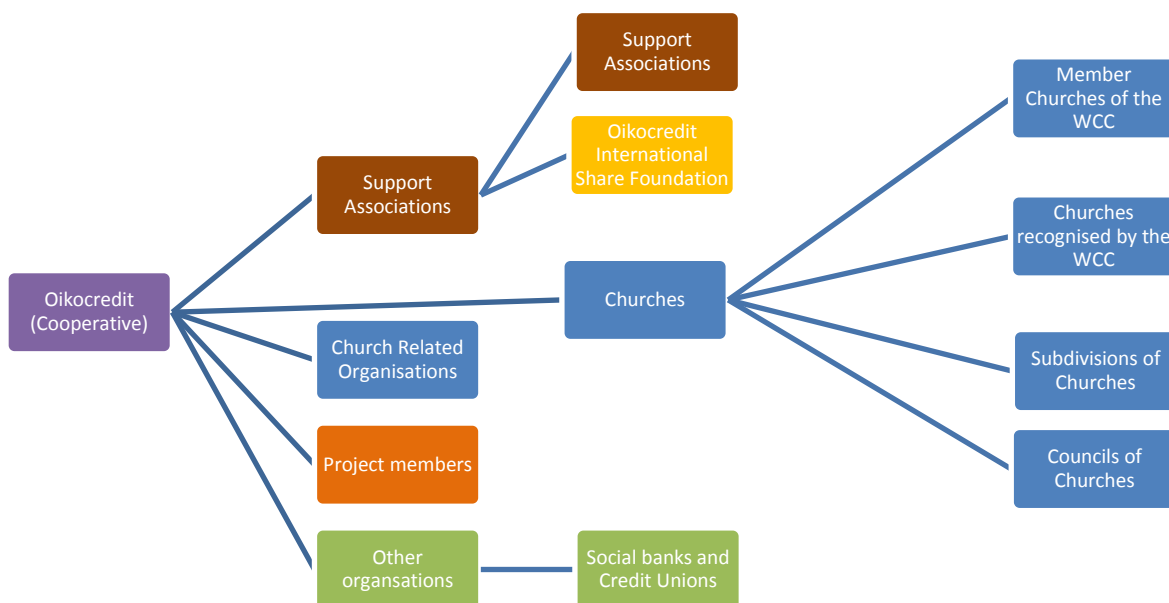 Oikocredit
(Cooperative)
Support
Associations
Support
Associations
Oikocredit
International
Share Foundation
Churches
Member
Churches of the
WCC
Churches
recognised by the
WCC
Subdivisions of
Churches
Councils of
Churches
Church Related
Organisations
Project members
Other
organsations
Social banks and
Credit Unions